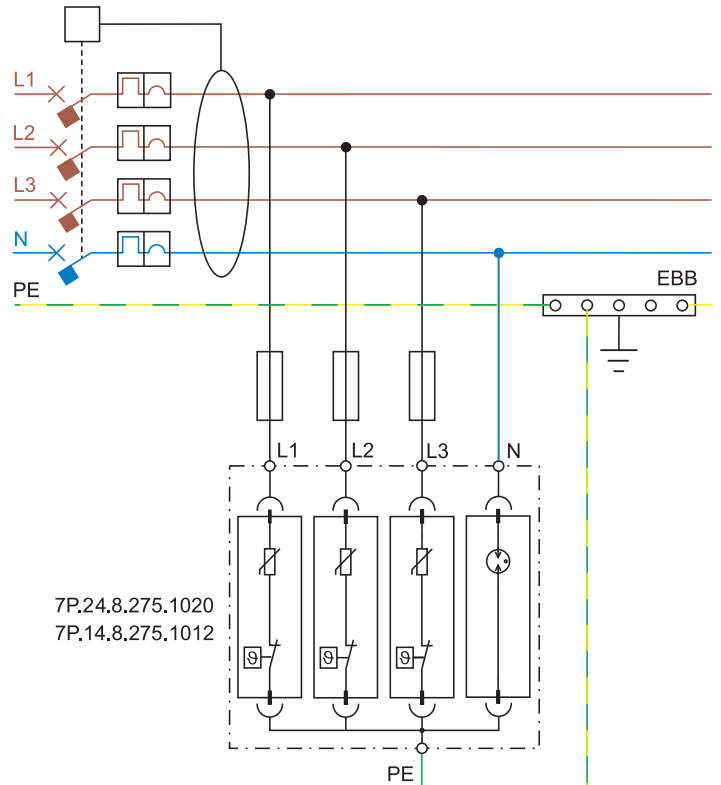 L1
L2
L3
N
PE
EBB
L1
L2
L3
N
7P.24.8.275.1020
7P.14.8.275.1012
ϑ
ϑ
ϑ
PE